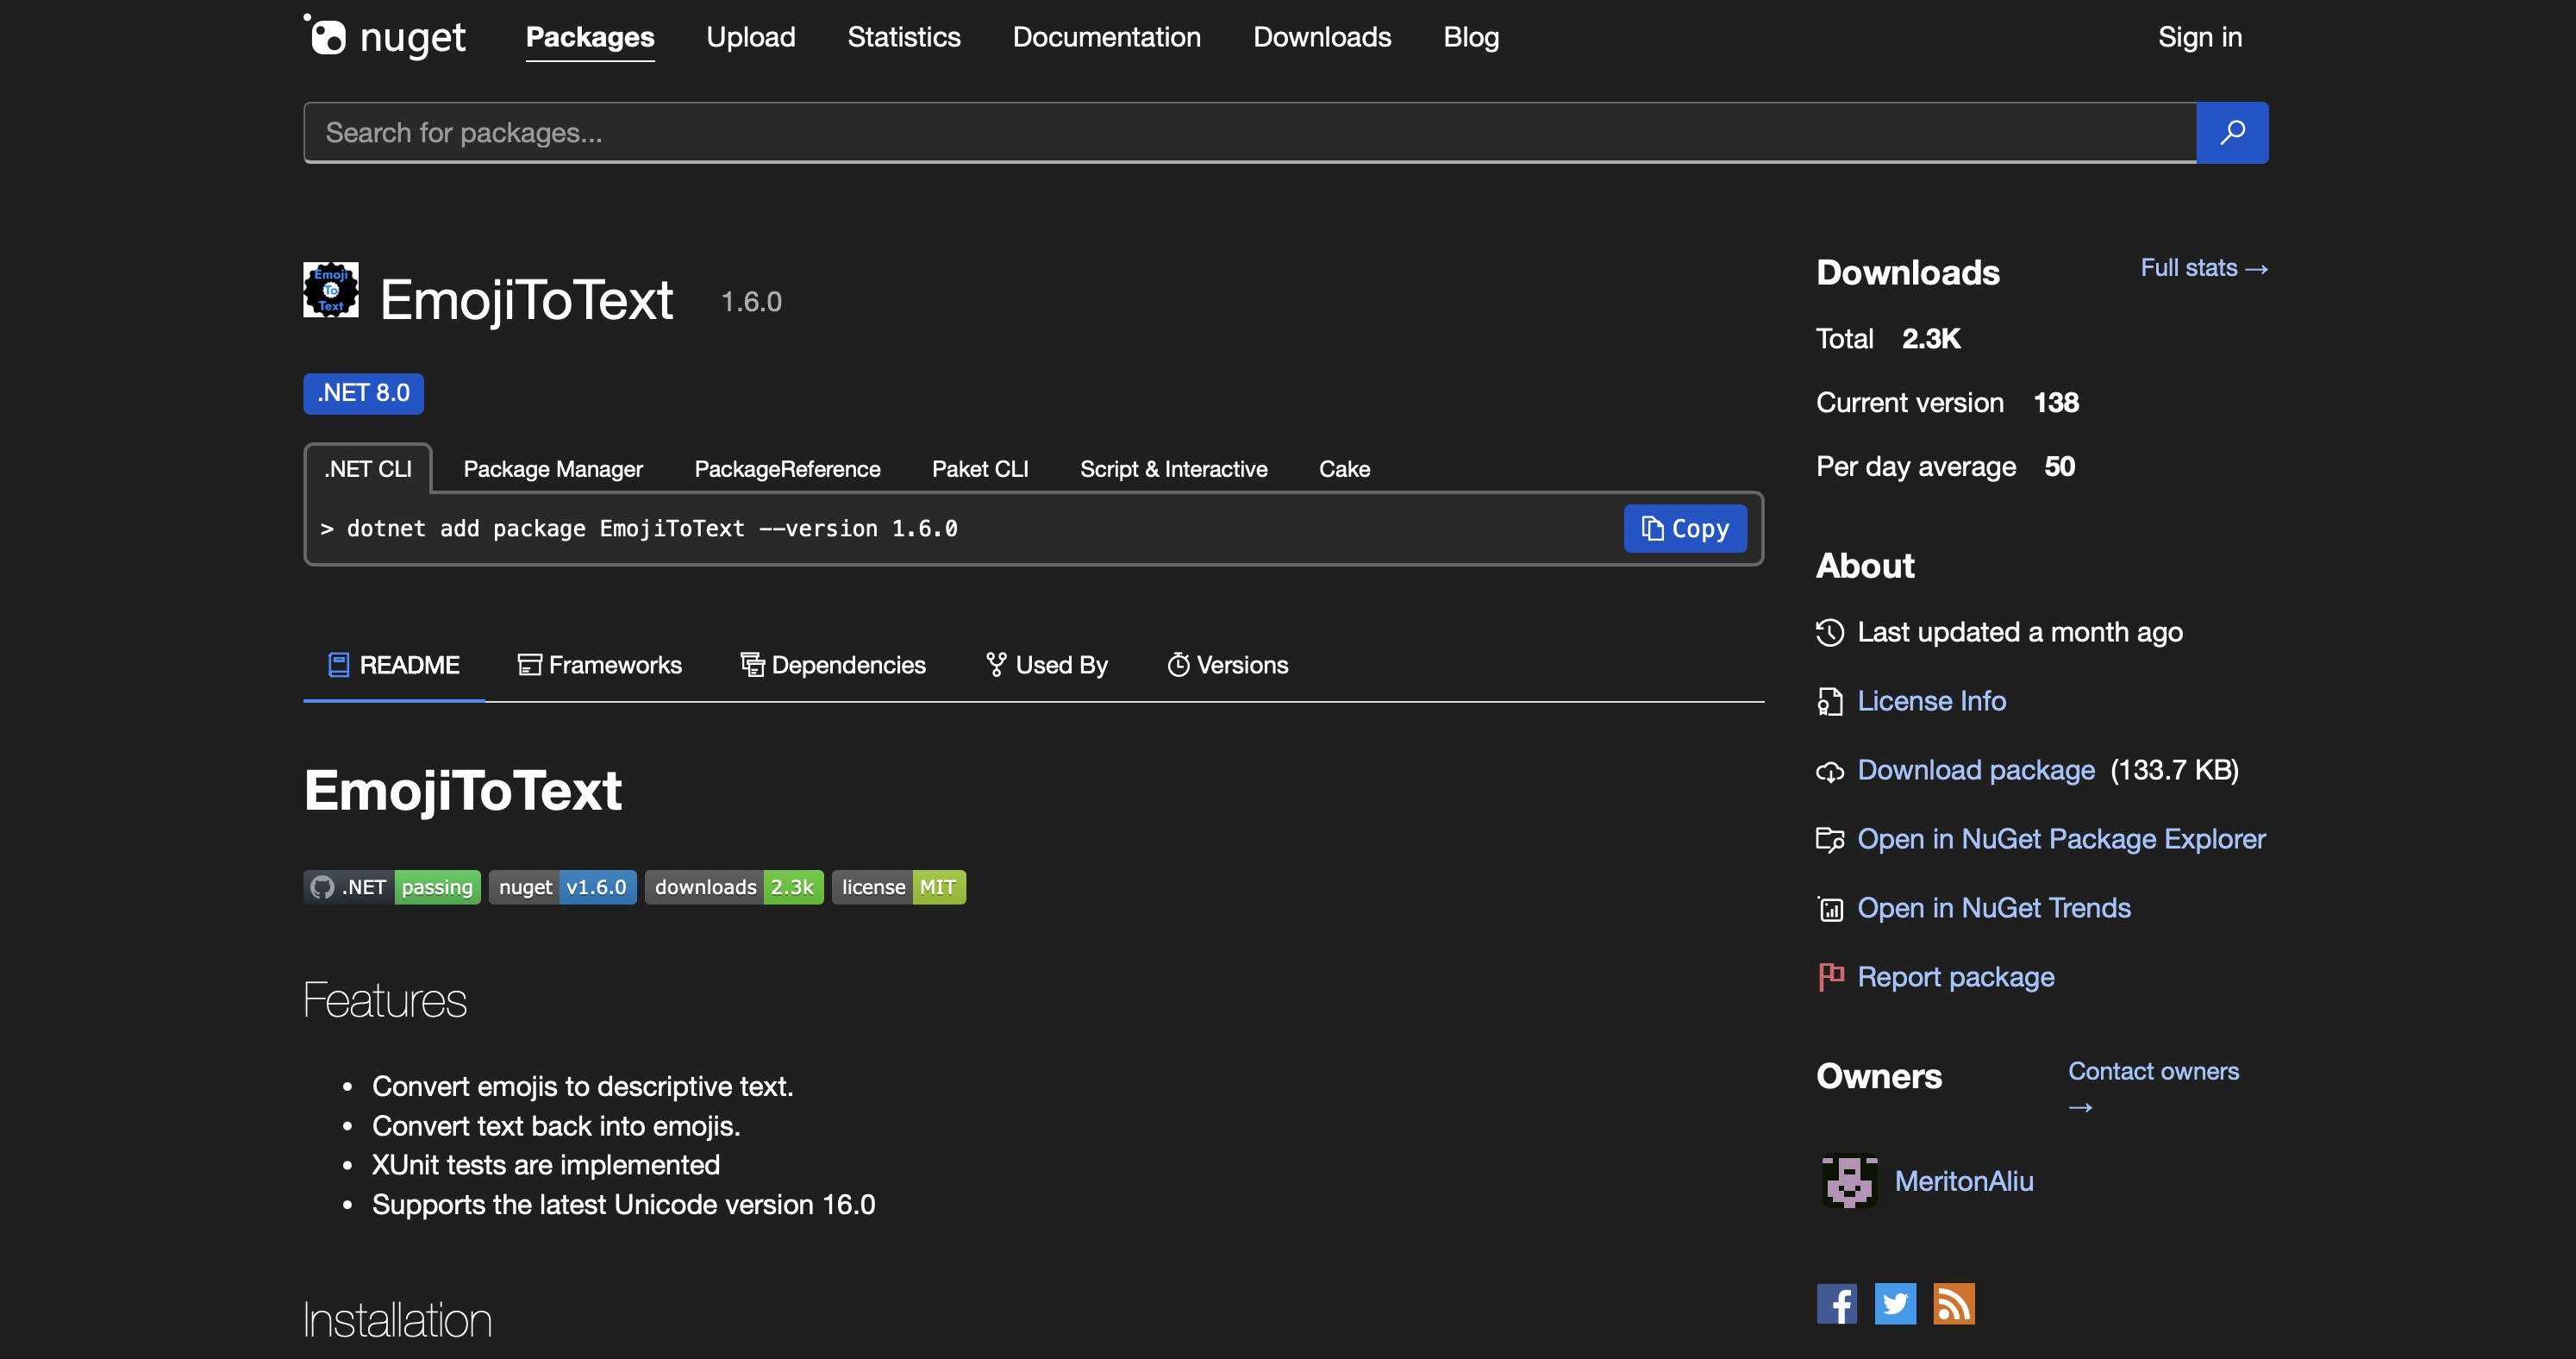 nuget Packages Upload Statistics Documentation Downloads Blog Sign in
Search for packages...
Emoji
To
Text
EmojiToText 1.6.0
.NET 8.0
.NET CLI Package Manager PackageReference Paket CLI Script & Interactive Cake
> dotnet add package EmojiToText --version 1.6.0 Copy
README Frameworks Dependencies Used By Versions
EmojiToText
.NET passing nuget v1.6.0 downloads 2.3k license MIT
Features
• Convert emojis to descriptive text.
• Convert text back into emojis.
• XUnit tests are implemented
• Supports the latest Unicode version 16.0
Installation
Downloads Full stats →
Total 2.3K
Current version 138
Per day average 50
About
Last updated a month ago
License Info
Download package (133.7 KB)
Open in NuGet Package Explorer
Open in NuGet Trends
Report package
Owners Contact owners
→
MeritonAliu